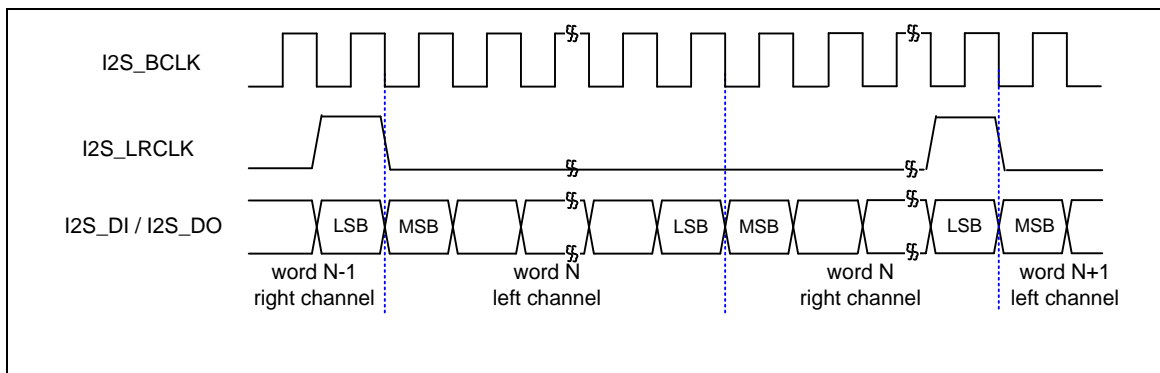 I2S_BCLK
I2S_LRCLK
I2S_DI / I2S_DO
LSB
MSB
LSB
MSB
LSB
MSB
word N-1
right channel
word N
left channel
word N
right channel
word N+1
left channel